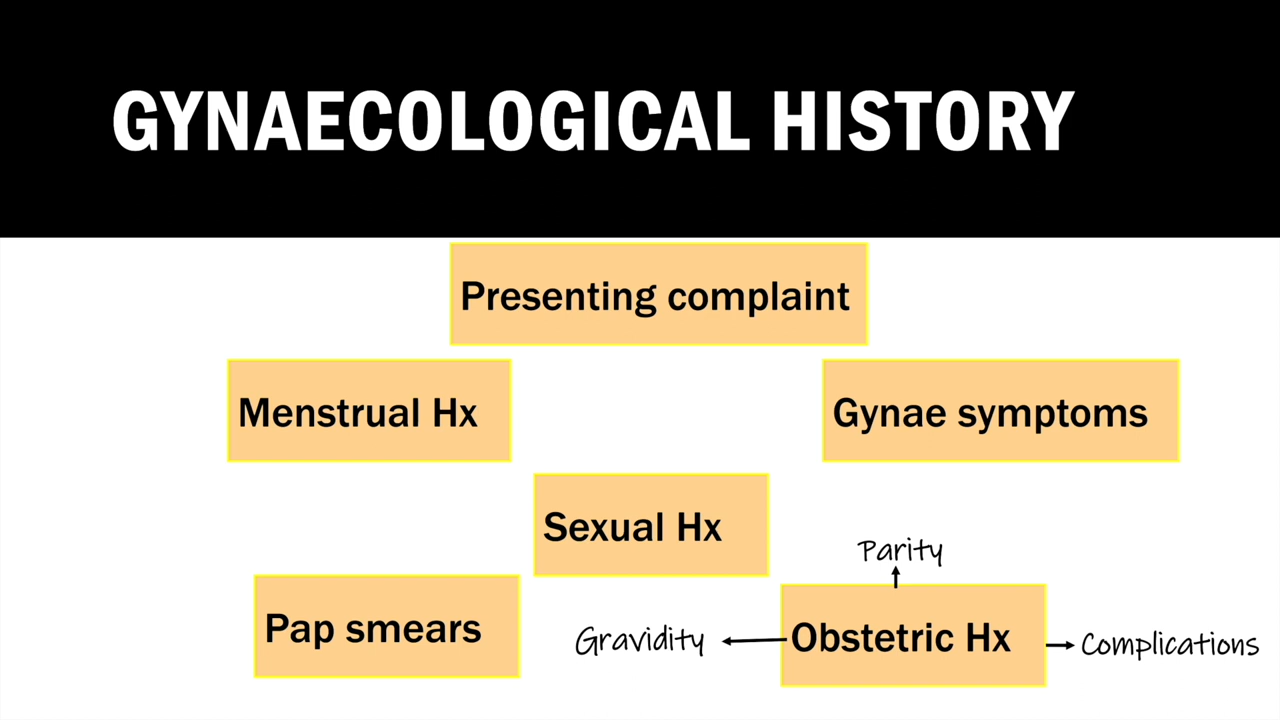 GYNAECOLOGICAL HISTORY
Presenting complaint
Menstrual Hx
Gynae symptoms
Sexual Hx
Parity
Pap smears
Gravidity
Obstetric Hx
Complications